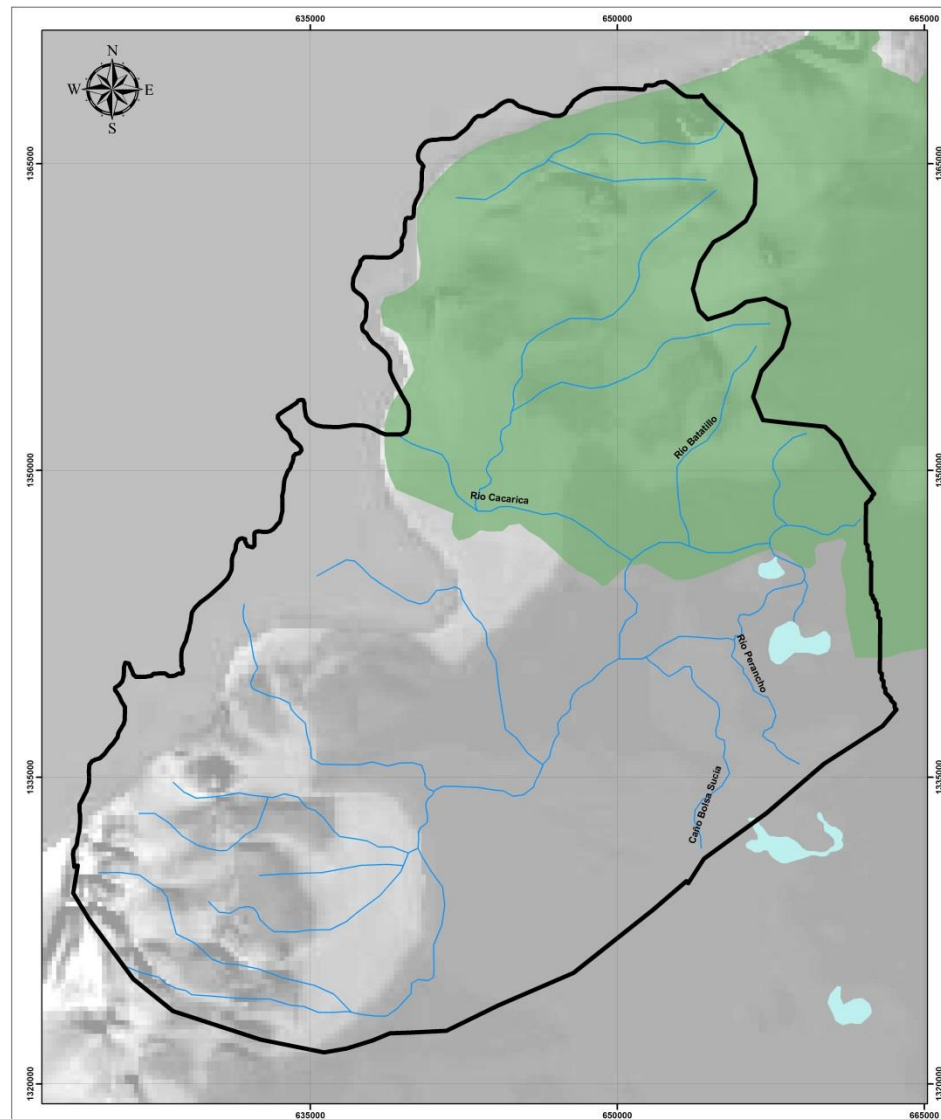 635000
650000
665000
N
W
E
S
1365000
1365000
Río Batatillo
1350000
1350000
Río Cacarica
Río Perancho
1335000
1335000
Caño Bolsa Sucia
1320000
1320000
635000
650000
665000